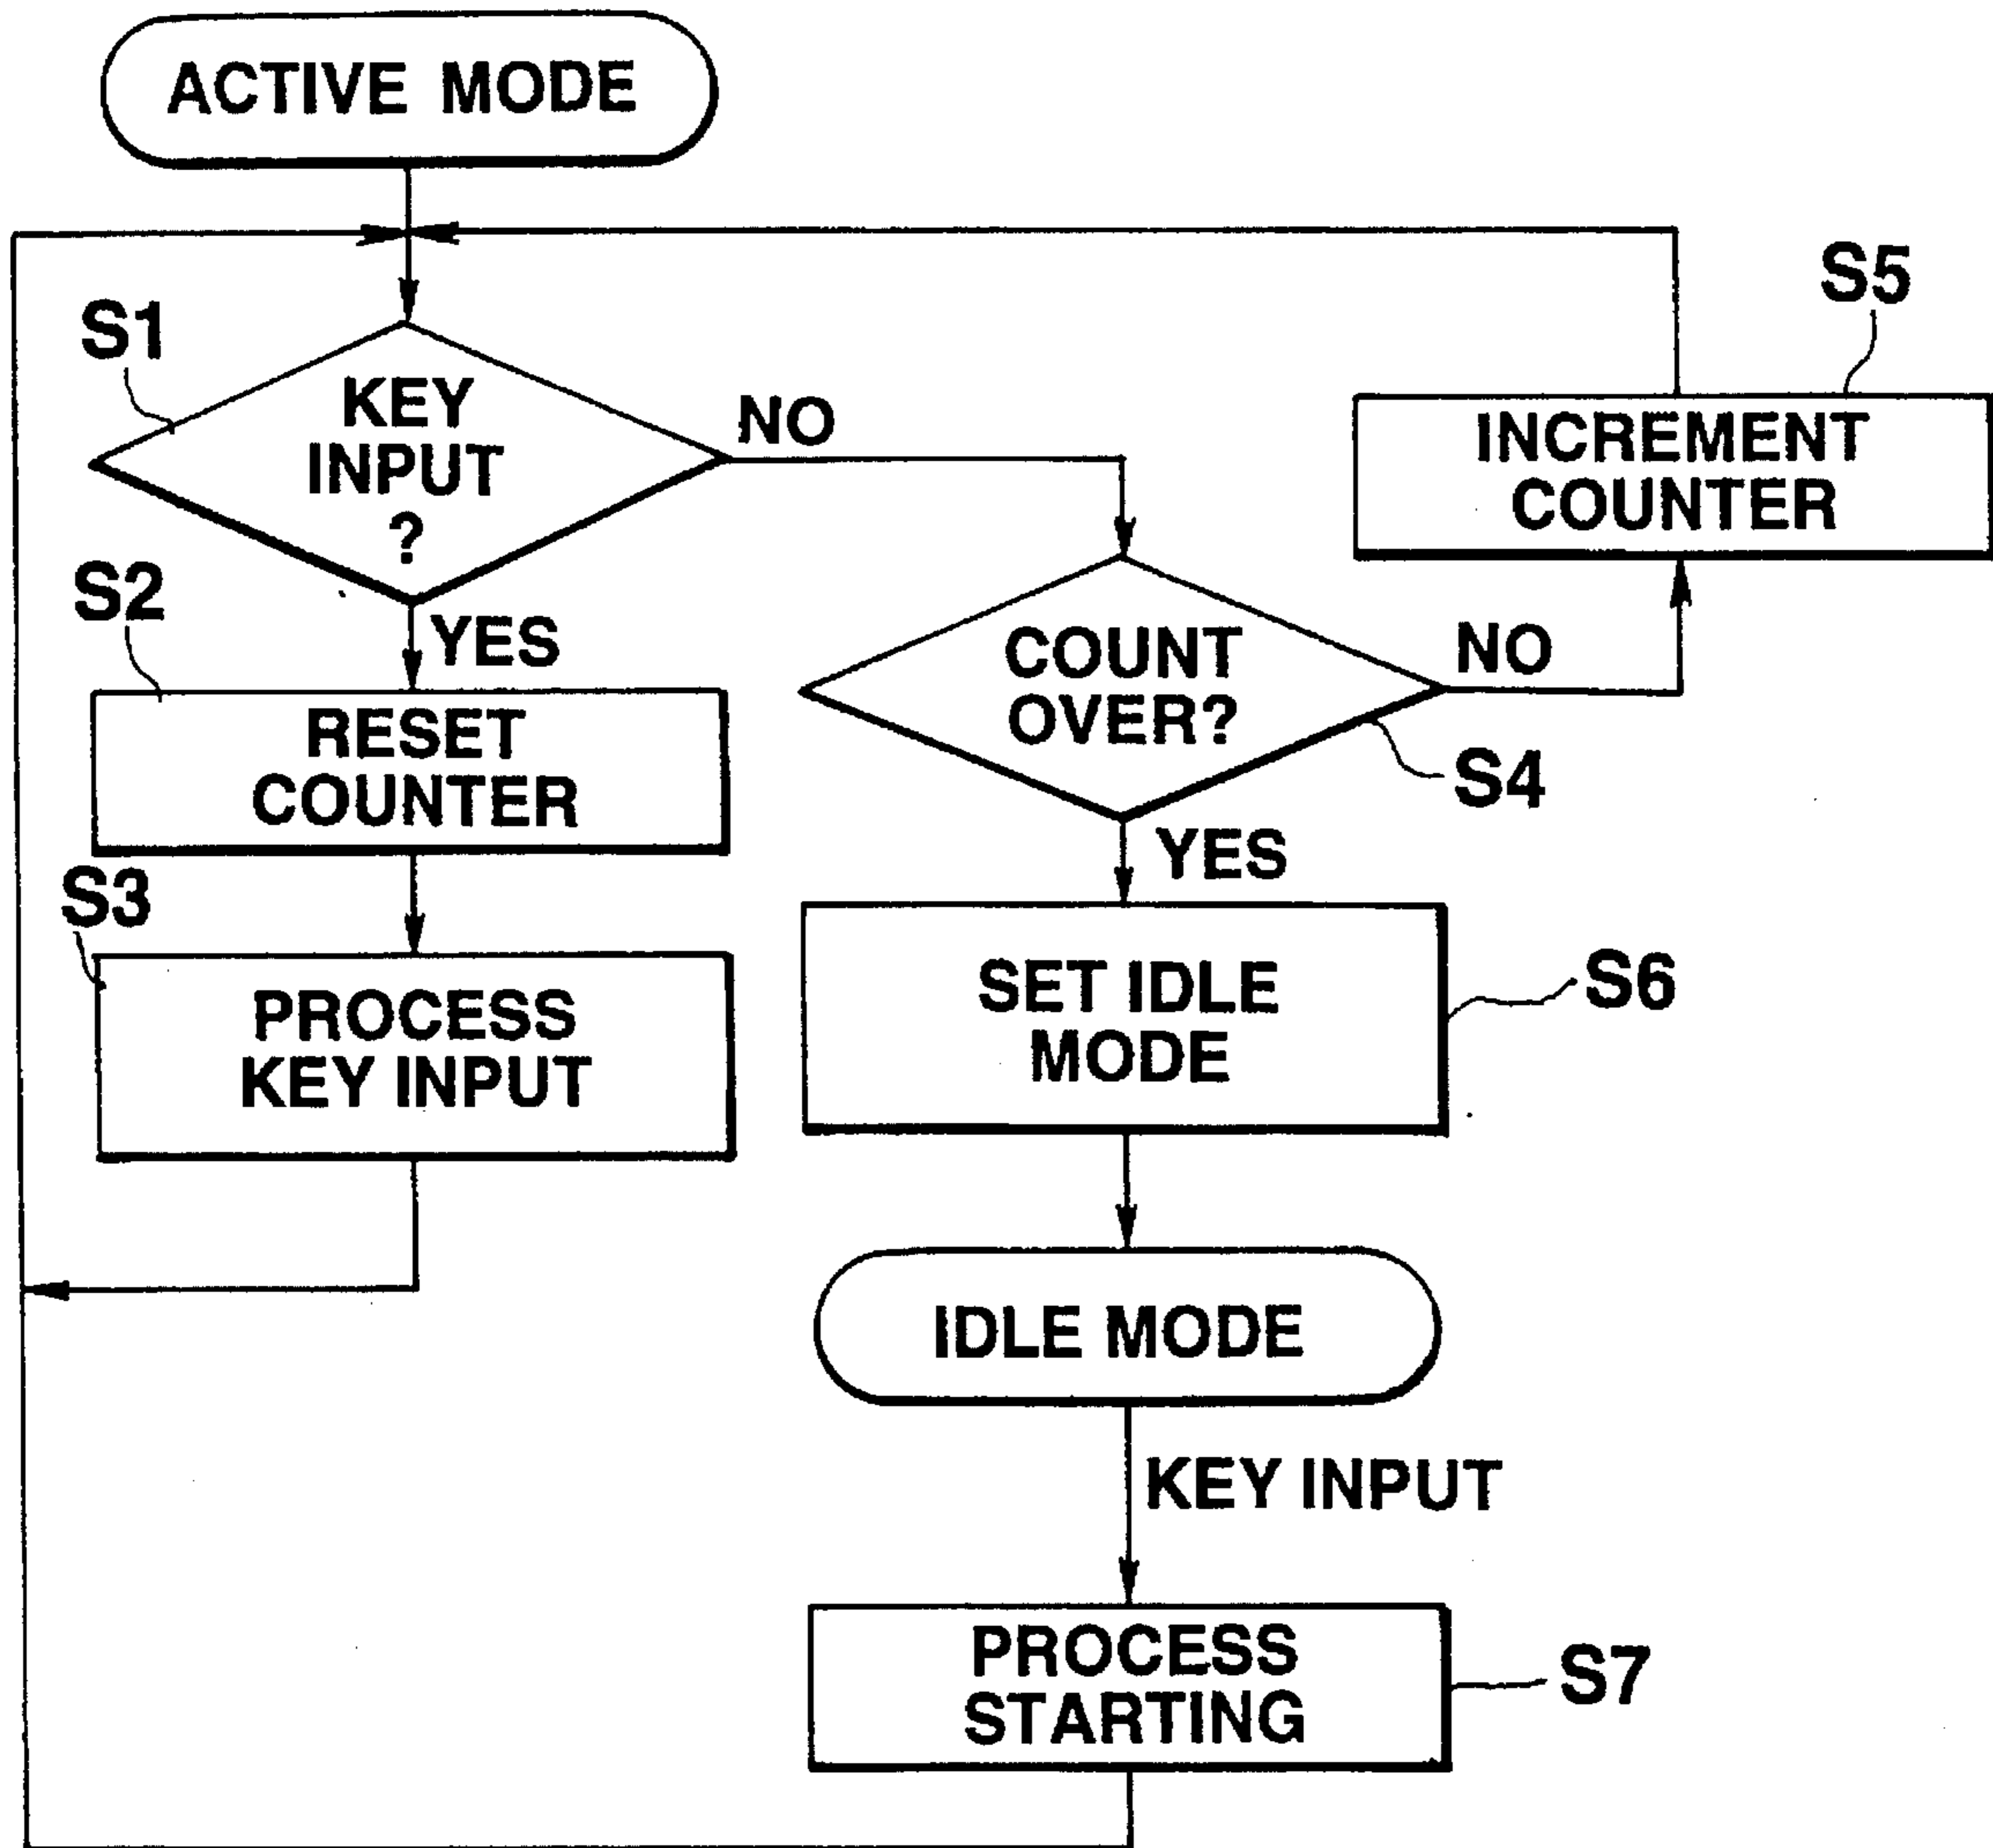 ACTIVE MODE
S1
KEY
INPUT
?
NO
YES
S2
RESET
COUNTER
S3
PROCESS
KEY INPUT
COUNT
OVER?
S4
NO
S5
INCREMENT
COUNTER
YES
SET IDLE
MODE
S6
IDLE MODE
KEY INPUT
PROCESS
STARTING
S7